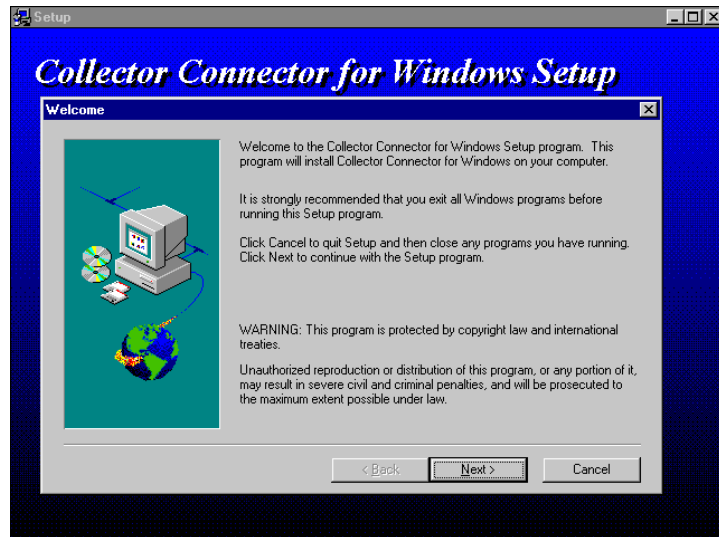 Setup
Collector Connector for Windows Setup
Welcome
Welcome to the Collector Connector for Windows Setup program. This
program will install Collector Connector for Windows on your computer.
It is strongly recommended that you exit all Windows programs before
running this Setup program.
Click Cancel to quit Setup and then close any programs you have running.
Click Next to continue with the Setup program.
WARNING: This program is protected by copyright law and international
treaties.
Unauthorized reproduction or distribution of this program, or any portion of it,
may result in severe civil and criminal penalties, and will be prosecuted to
the maximum extent possible under law.
< Back
Next >
Cancel